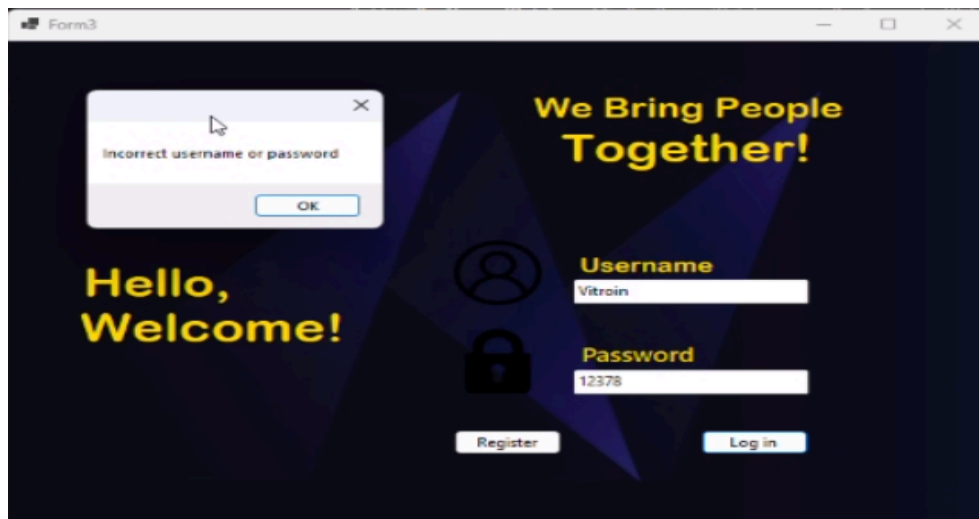 Form3
Incorrect username or password
OK
Hello,
Welcome!
We Bring People
Together!
Username
Vitroin
Password
12378
Register
Log in